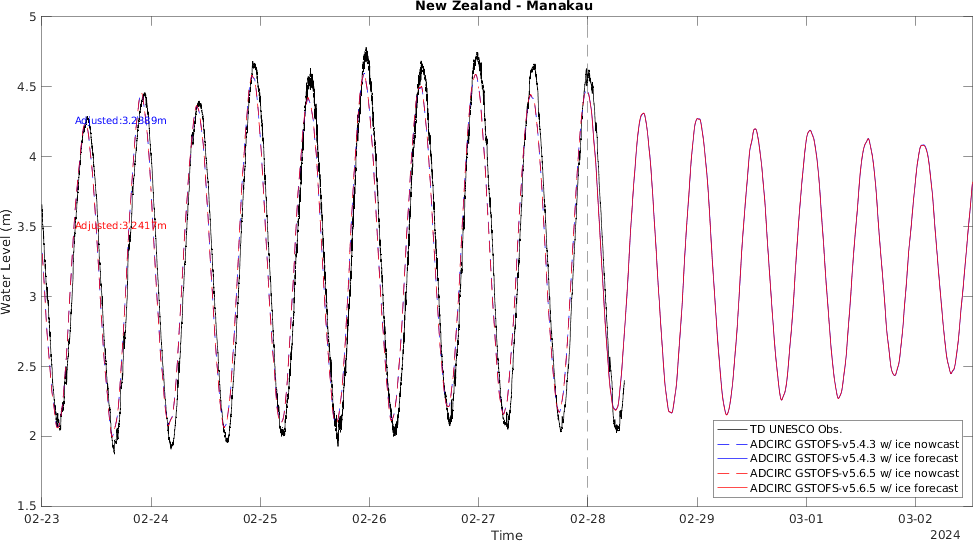 New Zealand - Manakau
5
4.5
4
3.5
3
2.5
2
1.5
Water Level (m)
Adjusted:3.2889m
Adjusted:3.2417m
TD UNESCO Obs.
ADCIRC GSTOFS-v5.4.3 w/ ice nowcast
ADCIRC GSTOFS-v5.4.3 w/ ice forecast
ADCIRC GSTOFS-v5.6.5 w/ ice nowcast
ADCIRC GSTOFS-v5.6.5 w/ ice forecast
02-23 02-24 02-25 02-26 02-27 02-28 02-29 03-01 03-02
Time
2024